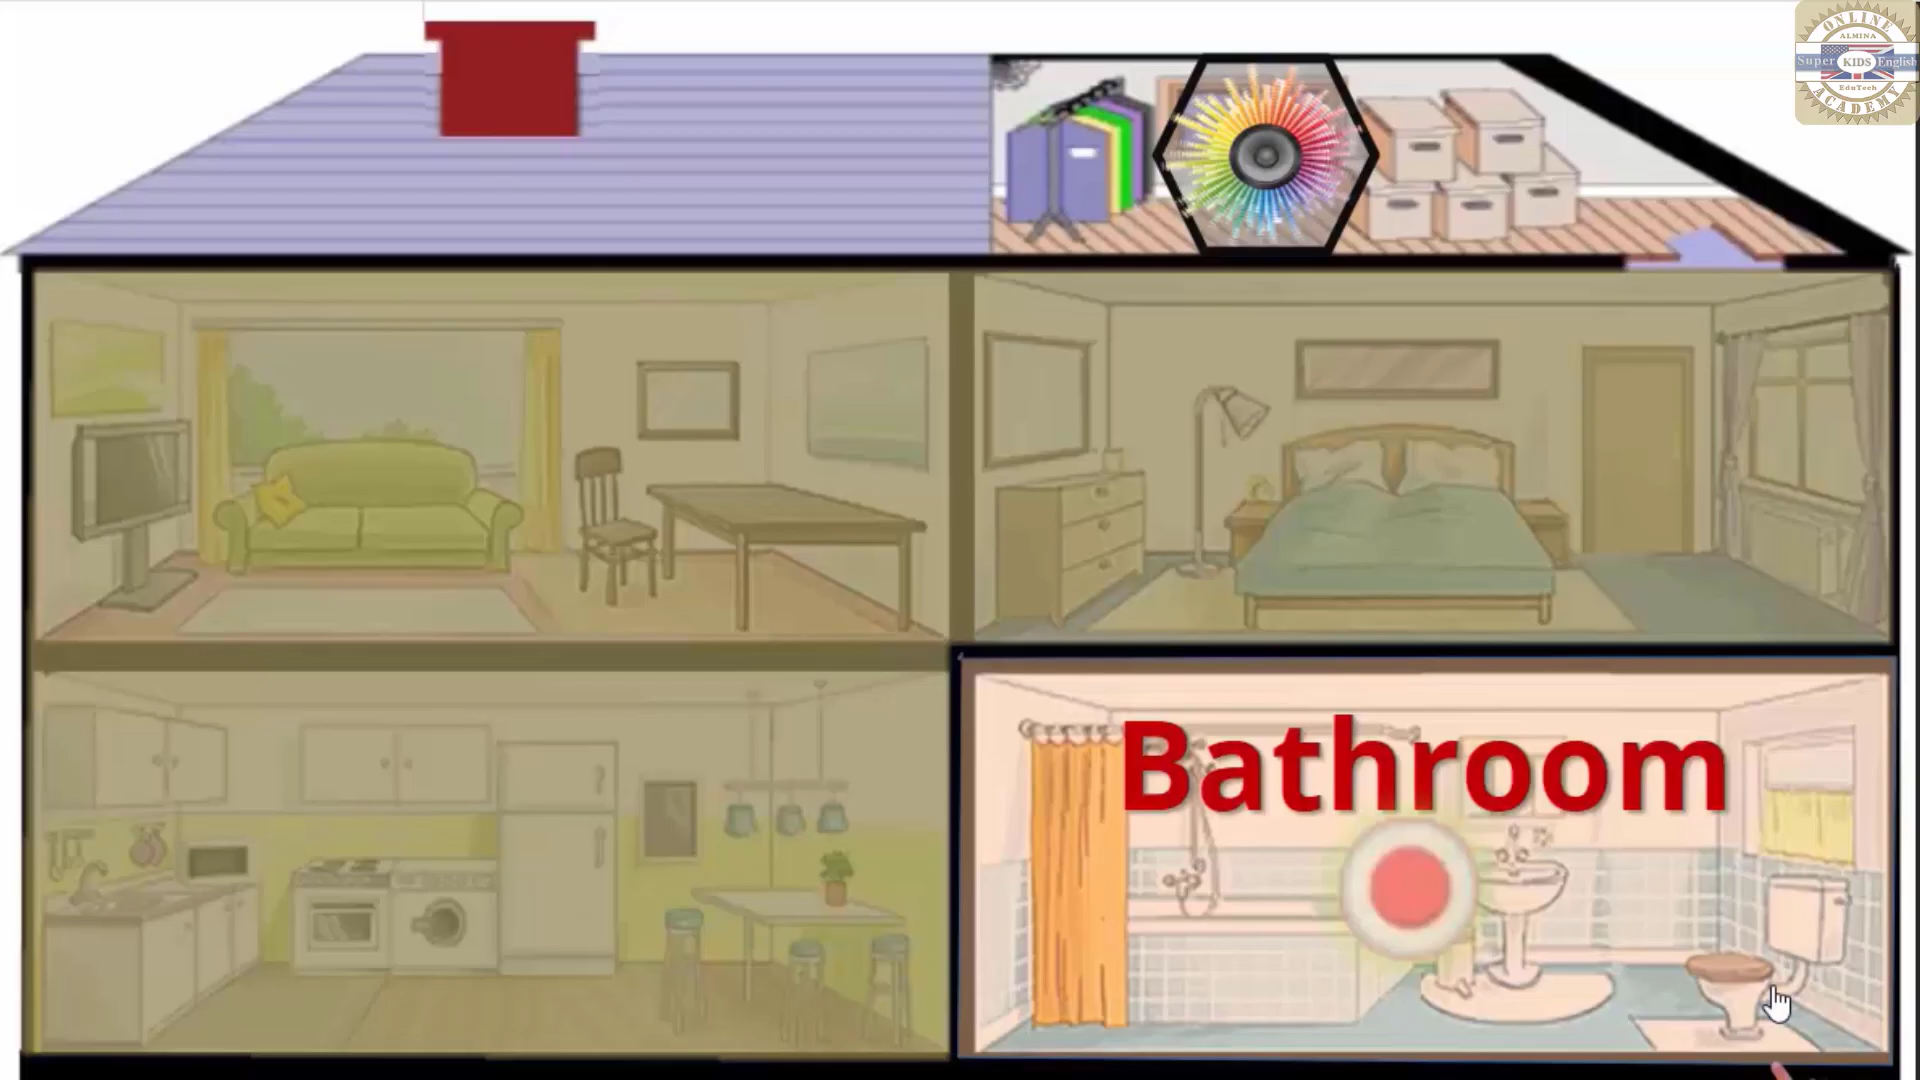 ONLINE
ALMINA
Super KIDS English
EduTech
ACADEMY
Bathroom